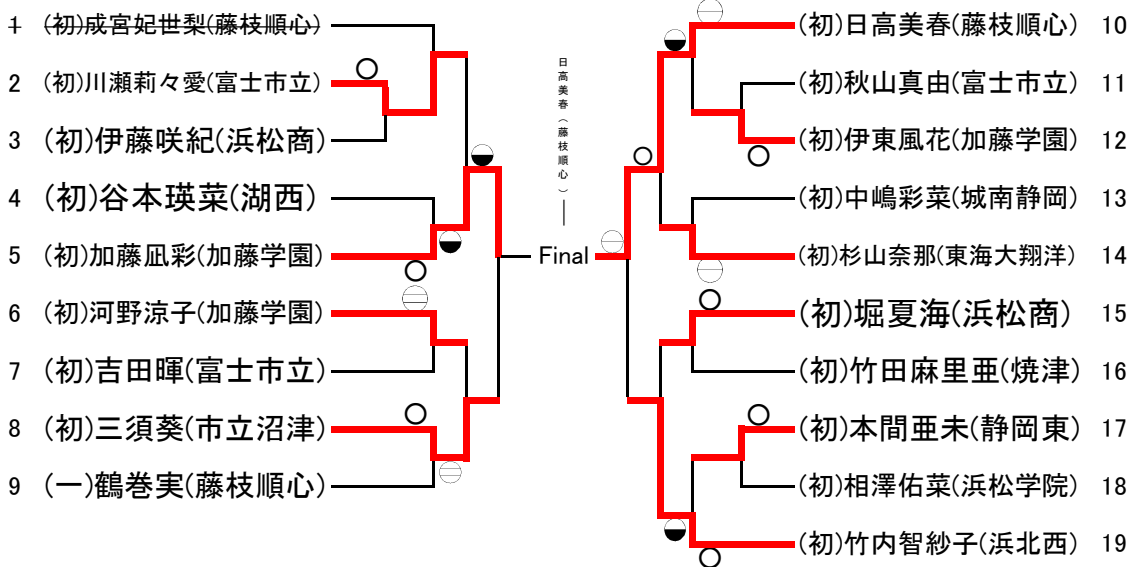 1 (初)成宮妃世梨(藤枝順心)
2 (初)川瀬莉々愛(富士市立)
3 (初)伊藤咲紀(浜松商)
4 (初)谷本瑛菜(湖西)
5 (初)加藤凪彩(加藤学園)
6 (初)河野涼子(加藤学園)
7 (初)吉田暉(富士市立)
8 (初)三須葵(市立沼津)
9 (一)鶴巻実(藤枝順心)
日高美春(藤枝順心)
Final
(初)日高美春(藤枝順心) 10
(初)秋山真由(富士市立) 11
(初)伊東風花(加藤学園) 12
(初)中嶋彩菜(城南静岡) 13
(初)杉山奈那(東海大翔洋) 14
(初)堀夏海(浜松商) 15
(初)竹田麻里亜(焼津) 16
(初)本間亜未(静岡東) 17
(初)相澤佑菜(浜松学院) 18
(初)竹内智紗子(浜北西) 19